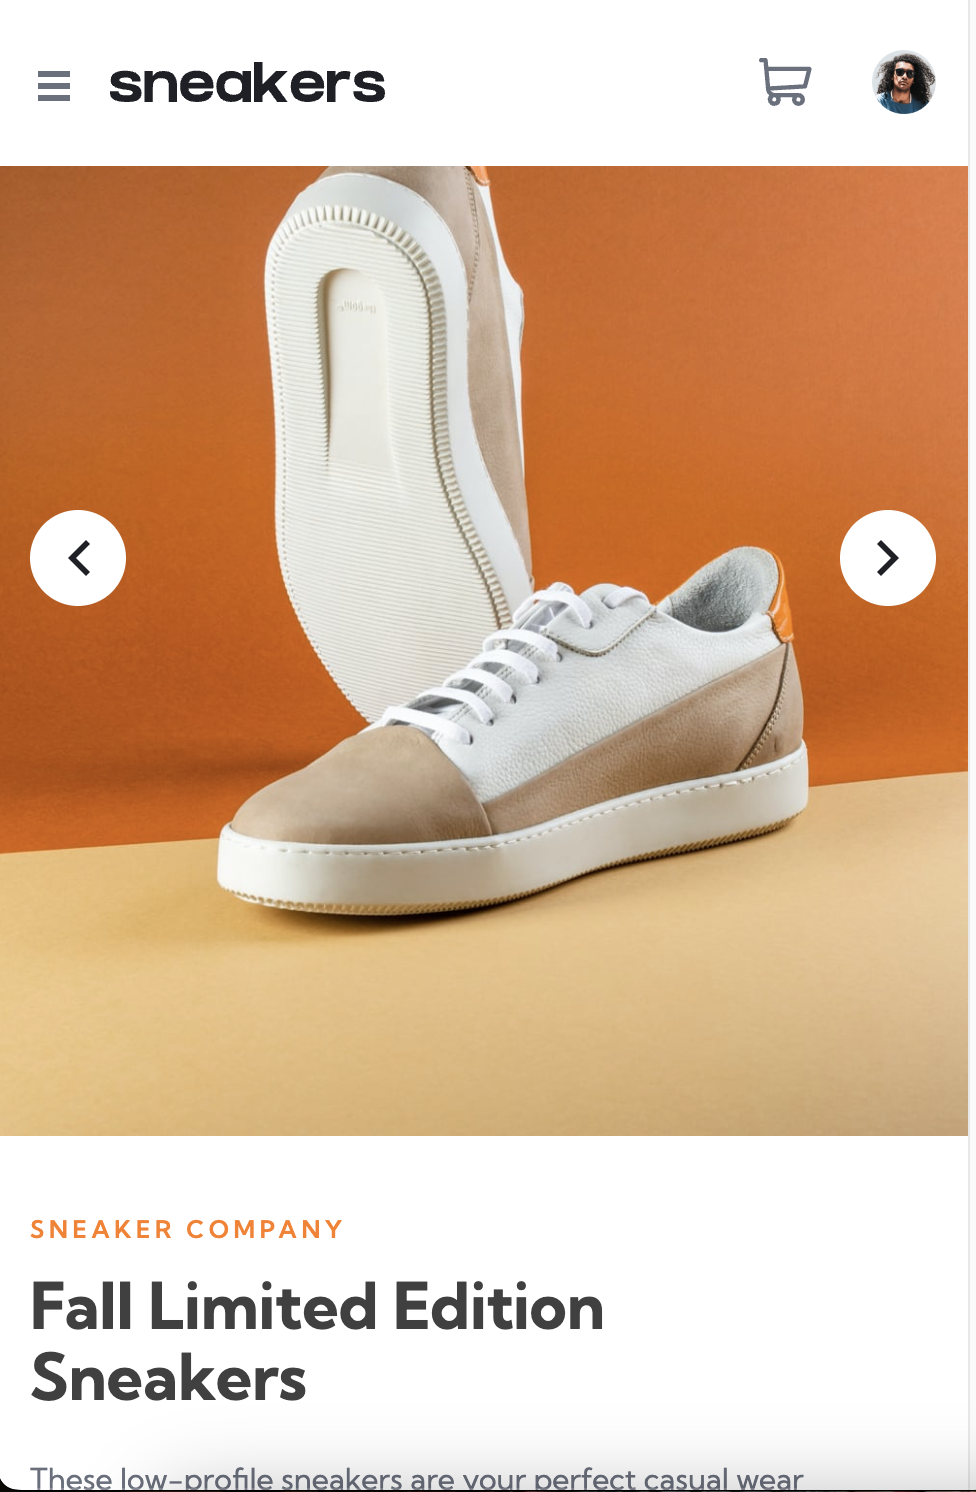 sneakers
SNEAKER COMPANY
Fall Limited Edition
Sneakers
These low-profile sneakers are your perfect casual wear